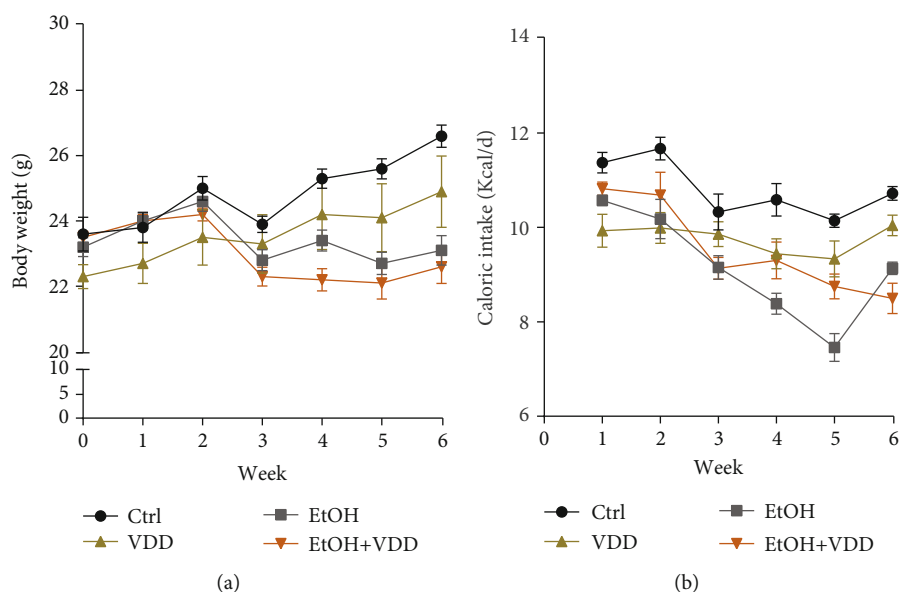 30
28
26
24
22
20
10
5
0
Body weight (g)
0 1 2 3 4 5 6
Week
Ctrl
EtOH
VDD
EtOH+VDD
(a)
14
12
10
8
6
Caloric intake (Kcal/d)
0 1 2 3 4 5 6
Week
Ctrl
EtOH
VDD
EtOH+VDD
(b)